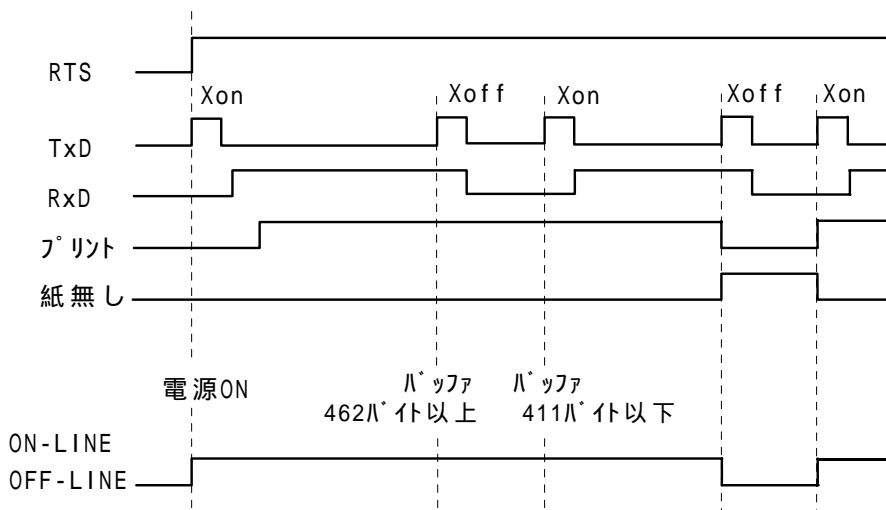 RTS
Xon Xoff Xon Xoff Xon
TxD
RxD
プリント
紙無し
電源ON
バッファ バッファ
462バイト以上 411バイト以下
ON-LINE
OFF-LINE